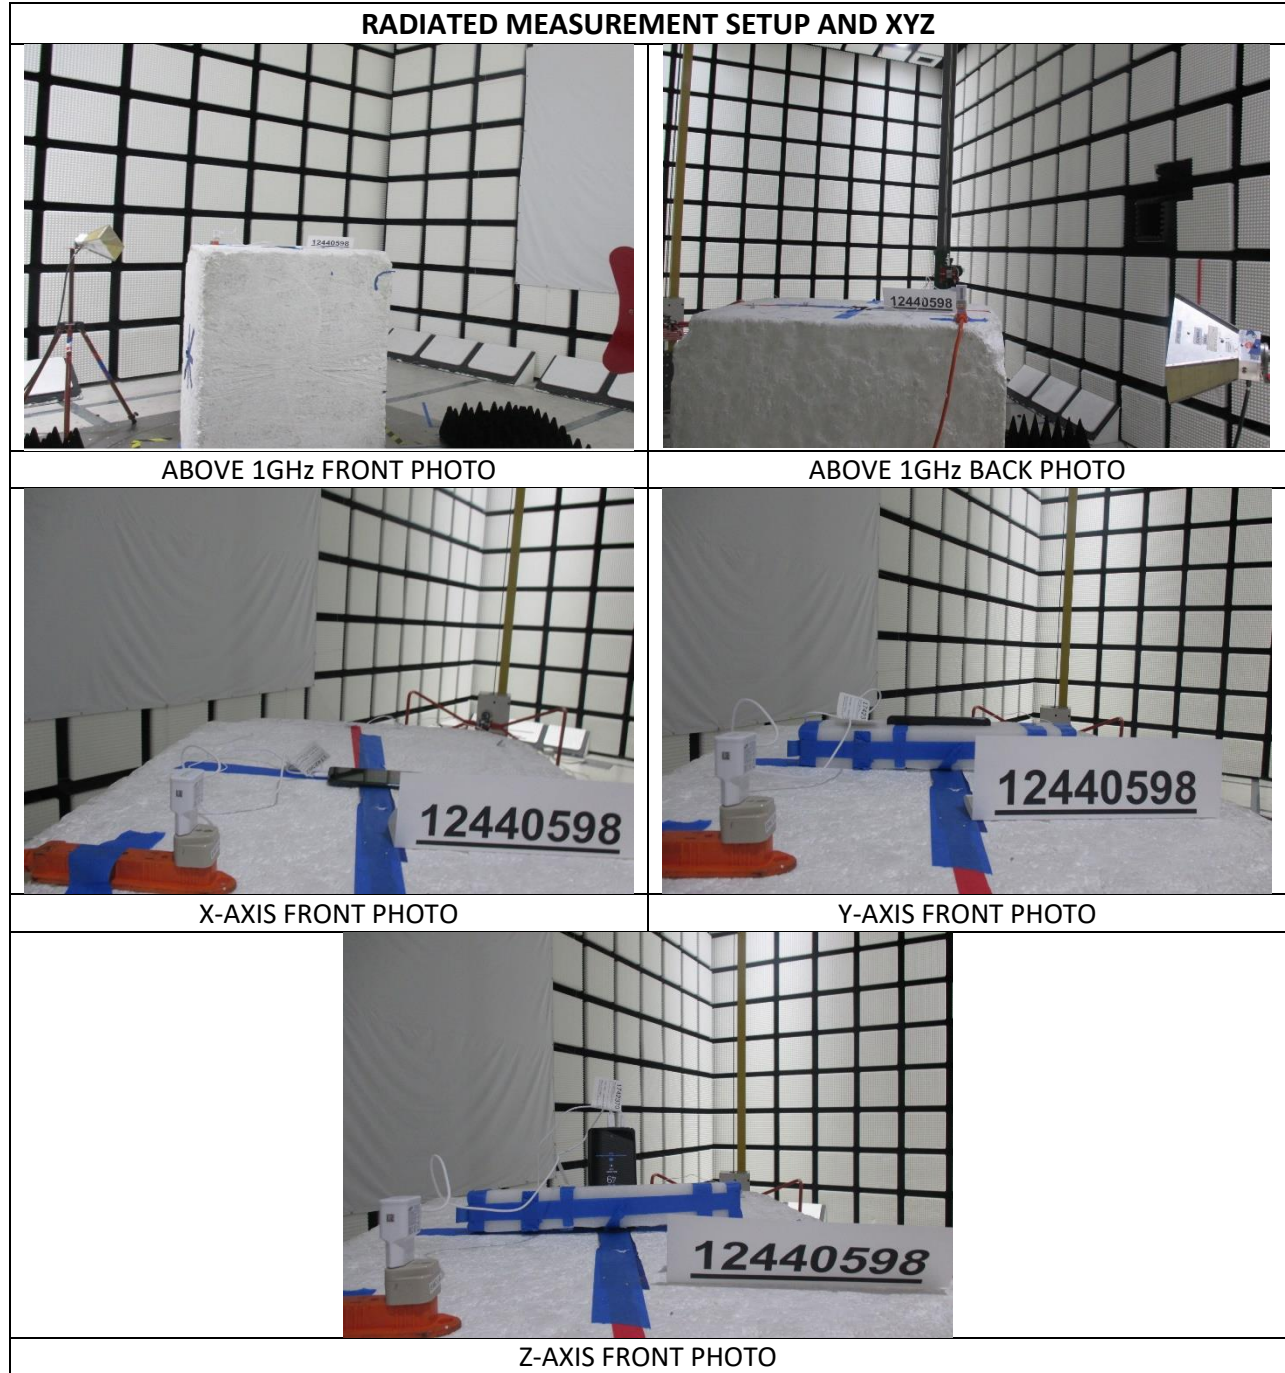 RADIATED MEASUREMENT SETUP AND XYZ
12440598
12440598
ABOVE 1GHz FRONT PHOTO
ABOVE 1GHz BACK PHOTO
12440598
12440598
X-AXIS FRONT PHOTO
Y-AXIS FRONT PHOTO
12440598
Z-AXIS FRONT PHOTO